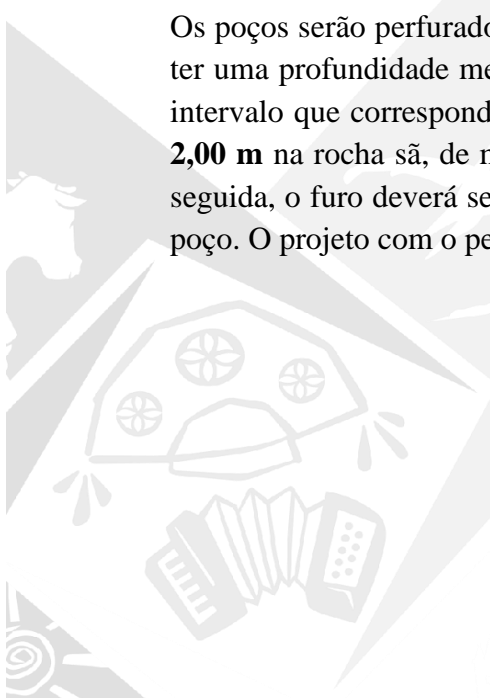 Os poços serão perfurado
ter uma profundidade me
intervalo que correspond
2,00 m na rocha sã, de
seguida, o furo deverá se
poço. O projeto com o pe